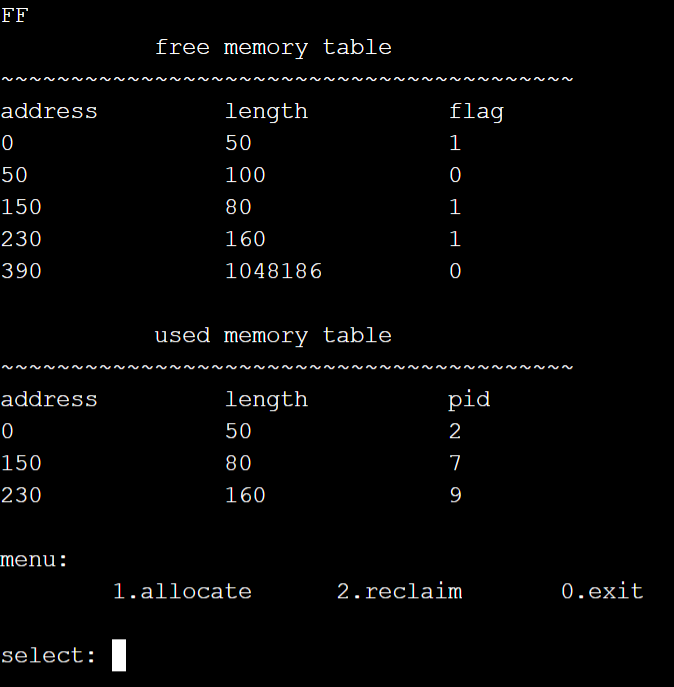 FF
free memory table
~~~~~~~~~~~~~~~~~~~~~~~~~~~~~~~~~~~~~~~~~
address length flag
0 50 1
50 100 0
150 80 1
230 160 1
390 1048186 0
used memory table
~~~~~~~~~~~~~~~~~~~~~~~~~~~~~~~~~~~~~~~~~
address length pid
0 50 2
150 80 7
230 160 9
menu:
1.allocate 2.reclaim 0.exit
select: